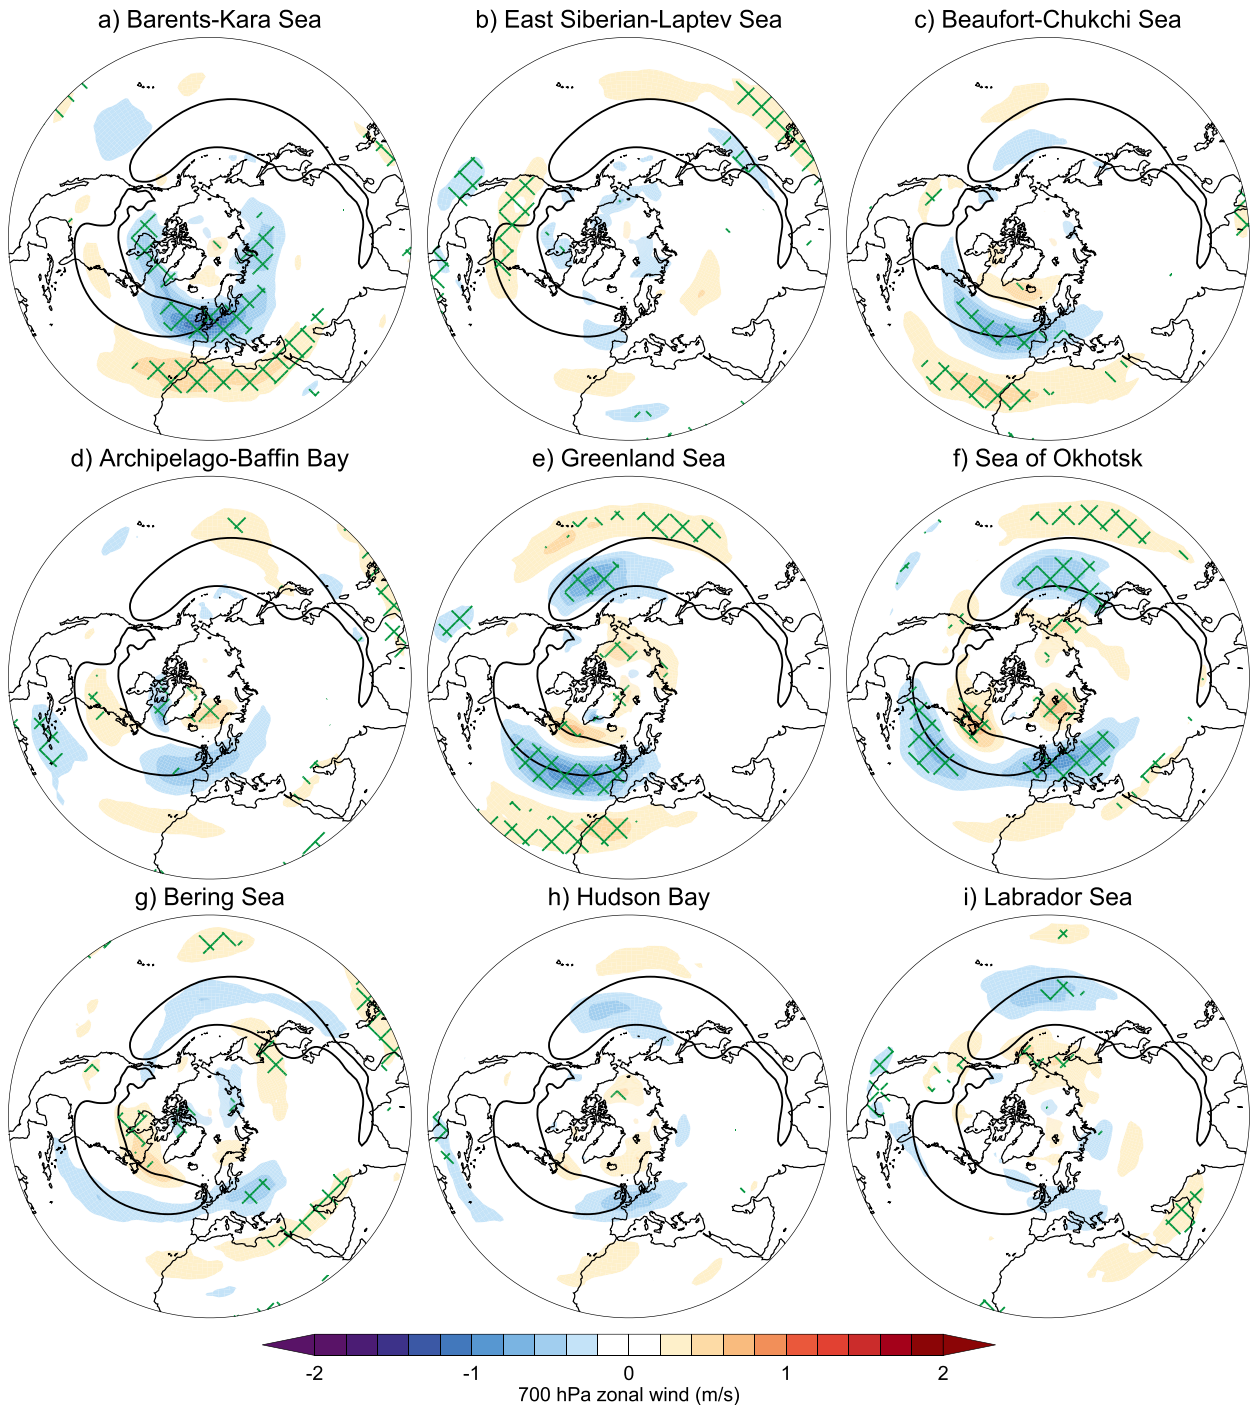 a) Barents-Kara Sea
b) East Siberian-Laptev Sea
c) Beaufort-Chukchi Sea
d) Archipelago-Baffin Bay
e) Greenland Sea
f) Sea of Okhotsk
g) Bering Sea
h) Hudson Bay
i) Labrador Sea
-2 -1 0 1 2
700 hPa zonal wind (m/s)